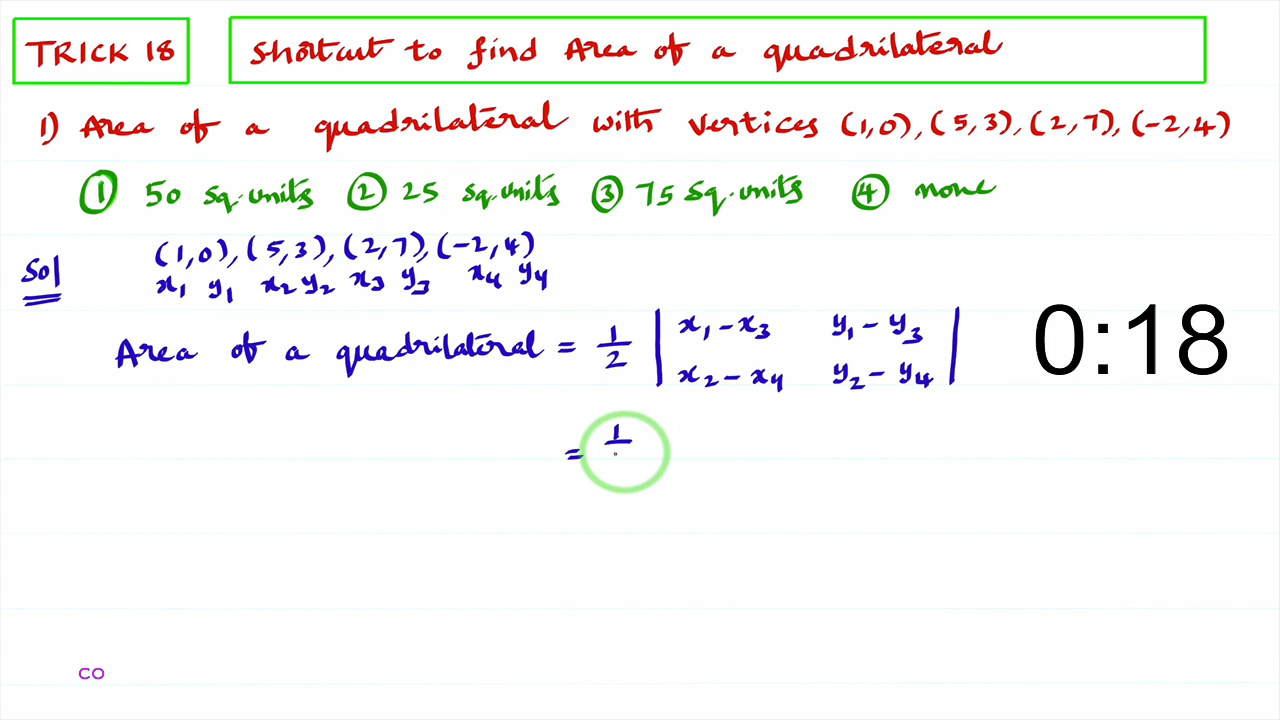 TRICK 18
Shortcut to find Area of a quadrilateral
1) Area of a quadrilateral with vertices (1,0), (5,3), (2,7), (-2,4)
① 50 sq.units ② 25 sq.units ③ 75 sq.units ④ none
Sol
(1,0), (5,3), (2,7), (-2,4)
x₁ y₁ x₂ y₂ x₃ y₃ x₄ y₄
Area of a quadrilateral = 1/2 | x₁-x₃ y₁-y₃ |
x₂-x₄ y₂-y₄
0:18
= 1
CO